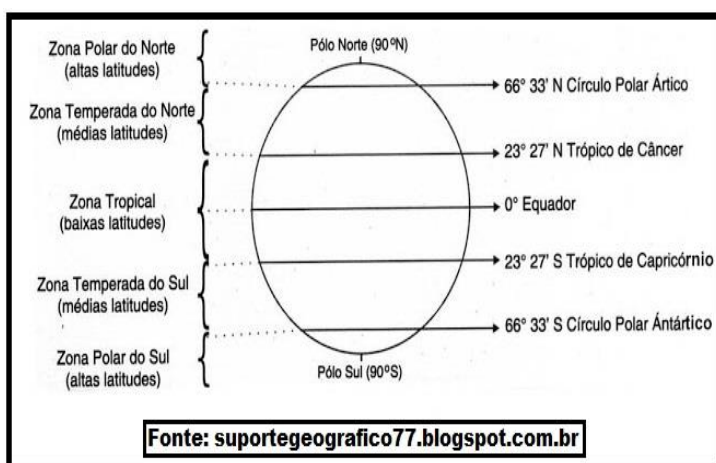 Zona Polar do Norte
(altas latitudes)
Pólo Norte (90ºN)
66° 33' N Círculo Polar Ártico
Zona Temperada do Norte
(médias latitudes)
23° 27' N Trópico de Câncer
Zona Tropical
(baixas latitudes)
0° Equador
23° 27' S Trópico de Capricórnio
Zona Temperada do Sul
(médias latitudes)
66° 33' S Círculo Polar Ántártico
Zona Polar do Sul
(altas latitudes)
Pólo Sul (90ºS)
Fonte: suportegeografico77.blogspot.com.br